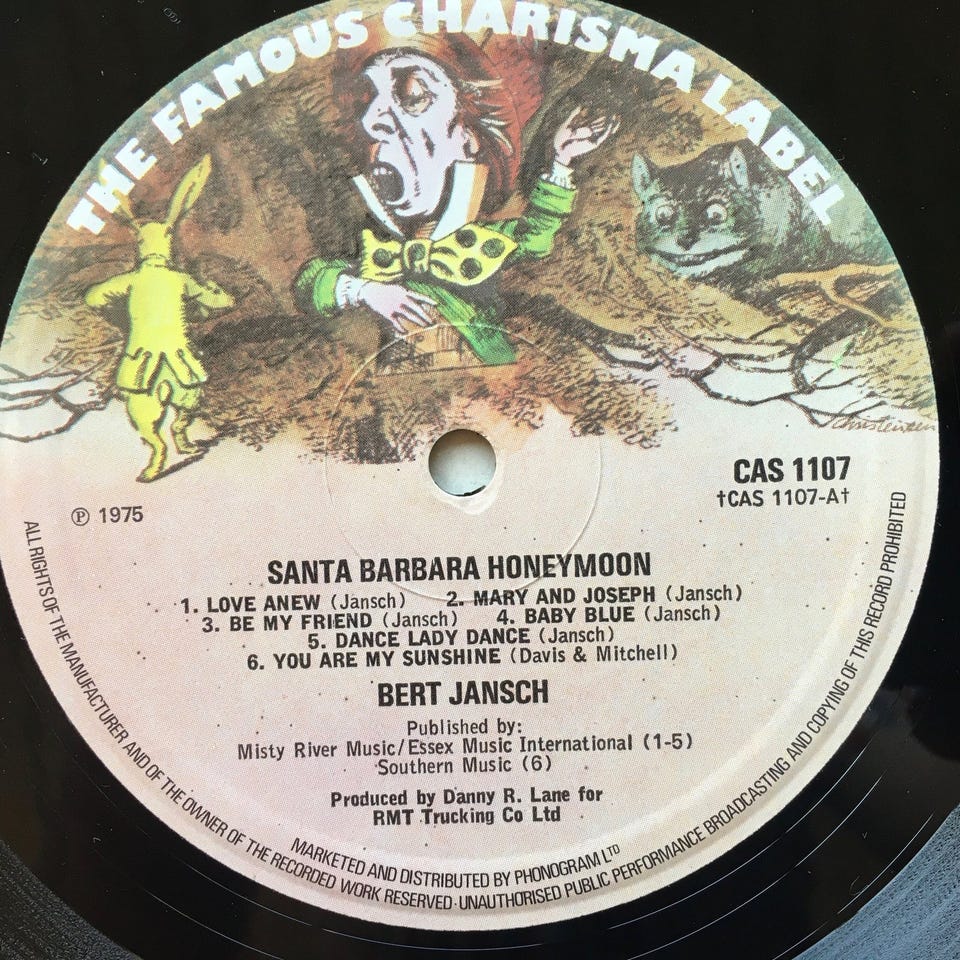 THE FAMOUS CHARISMA LABEL
Christensen
CAS 1107
†CAS 1107-A†
℗ 1975
SANTA BARBARA HONEYMOON
1. LOVE ANEW (Jansch) 2. MARY AND JOSEPH (Jansch)
3. BE MY FRIEND (Jansch) 4. BABY BLUE (Jansch)
5. DANCE LADY DANCE (Jansch)
6. YOU ARE MY SUNSHINE (Davis & Mitchell)
BERT JANSCH
Published by:
Misty River Music/Essex Music International (1-5)
Southern Music (6)
Produced by Danny R. Lane for
RMT Trucking Co Ltd
MARKETED AND DISTRIBUTED BY PHONOGRAM LTD
ALL RIGHTS OF THE MANUFACTURER AND OF THE OWNER OF THE RECORDED WORK RESERVED·UNAUTHORISED PUBLIC PERFORMANCE BROADCASTING AND COPYING OF THIS RECORD PROHIBITED